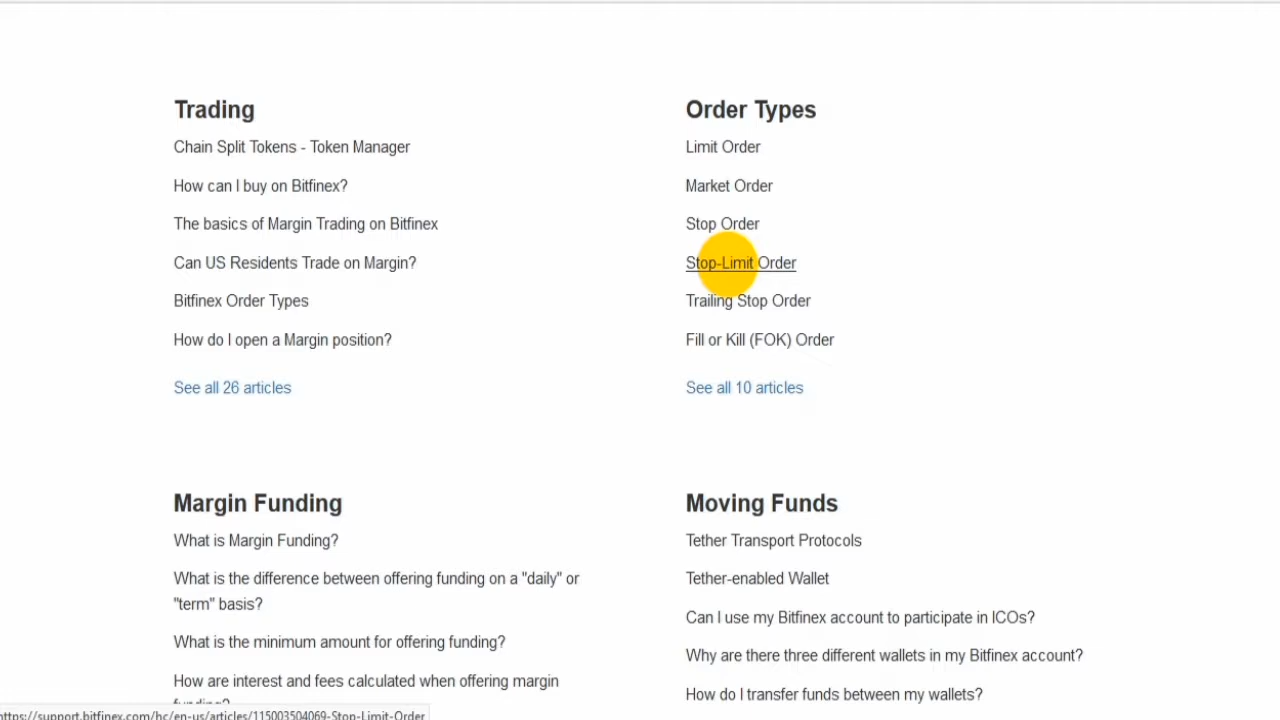 Trading
Chain Split Tokens - Token Manager
How can I buy on Bitfinex?
The basics of Margin Trading on Bitfinex
Can US Residents Trade on Margin?
Bitfinex Order Types
How do I open a Margin position?
See all 26 articles
Order Types
Limit Order
Market Order
Stop Order
Stop-Limit Order
Trailing Stop Order
Fill or Kill (FOK) Order
See all 10 articles
Margin Funding
What is Margin Funding?
What is the difference between offering funding on a "daily" or
"term" basis?
What is the minimum amount for offering funding?
How are interest and fees calculated when offering margin
funding?
Moving Funds
Tether Transport Protocols
Tether-enabled Wallet
Can I use my Bitfinex account to participate in ICOs?
Why are there three different wallets in my Bitfinex account?
How do I transfer funds between my wallets?
https://support.bitfinex.com/hc/en-us/articles/115003504069-Stop-Limit-Order